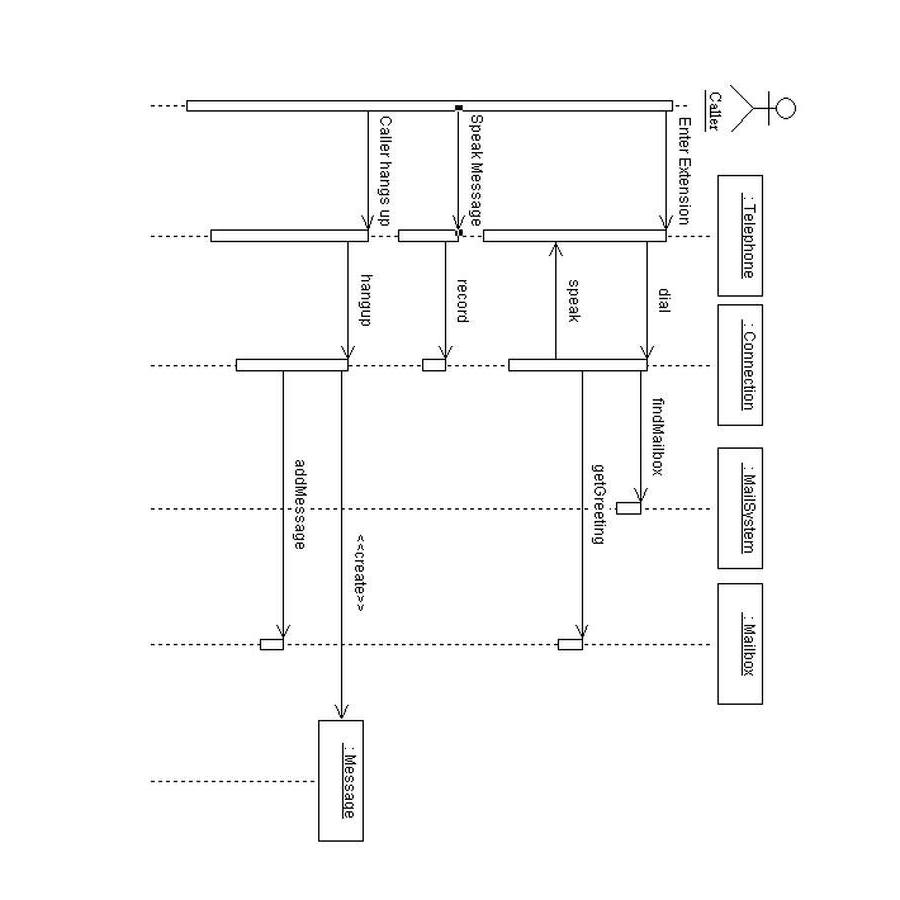 Caller
: Telephone
: Connection
: MailSystem
: Mailbox
Enter Extension
dial
findMailbox
getGreeting
speak
Speak Message
record
Caller hangs up
hangup
<<create>>
: Message
addMessage